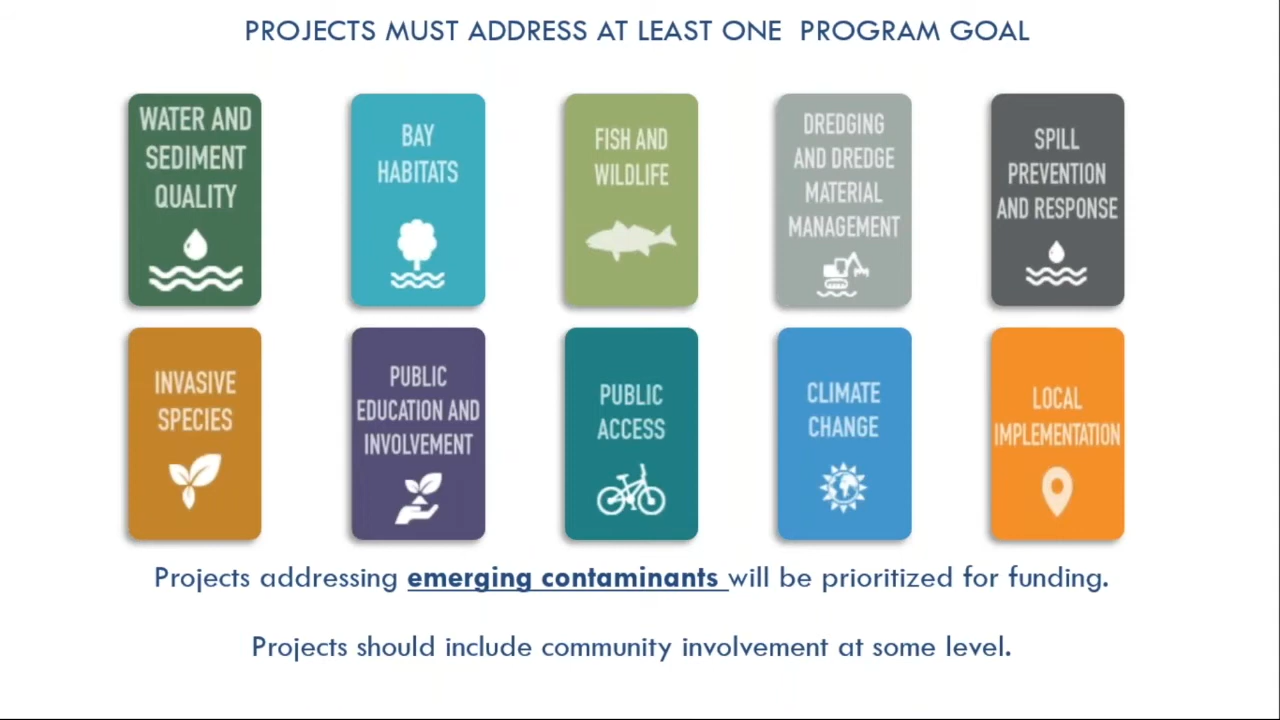 PROJECTS MUST ADDRESS AT LEAST ONE PROGRAM GOAL
WATER AND
SEDIMENT
QUALITY
BAY
HABITATS
FISH AND
WILDLIFE
DREDGING
AND DREDGE
MATERIAL
MANAGEMENT
SPILL
PREVENTION
AND RESPONSE
INVASIVE
SPECIES
PUBLIC
EDUCATION AND
INVOLVEMENT
PUBLIC
ACCESS
CLIMATE
CHANGE
LOCAL
IMPLEMENTATION
Projects addressing emerging contaminants will be prioritized for funding.
Projects should include community involvement at some level.